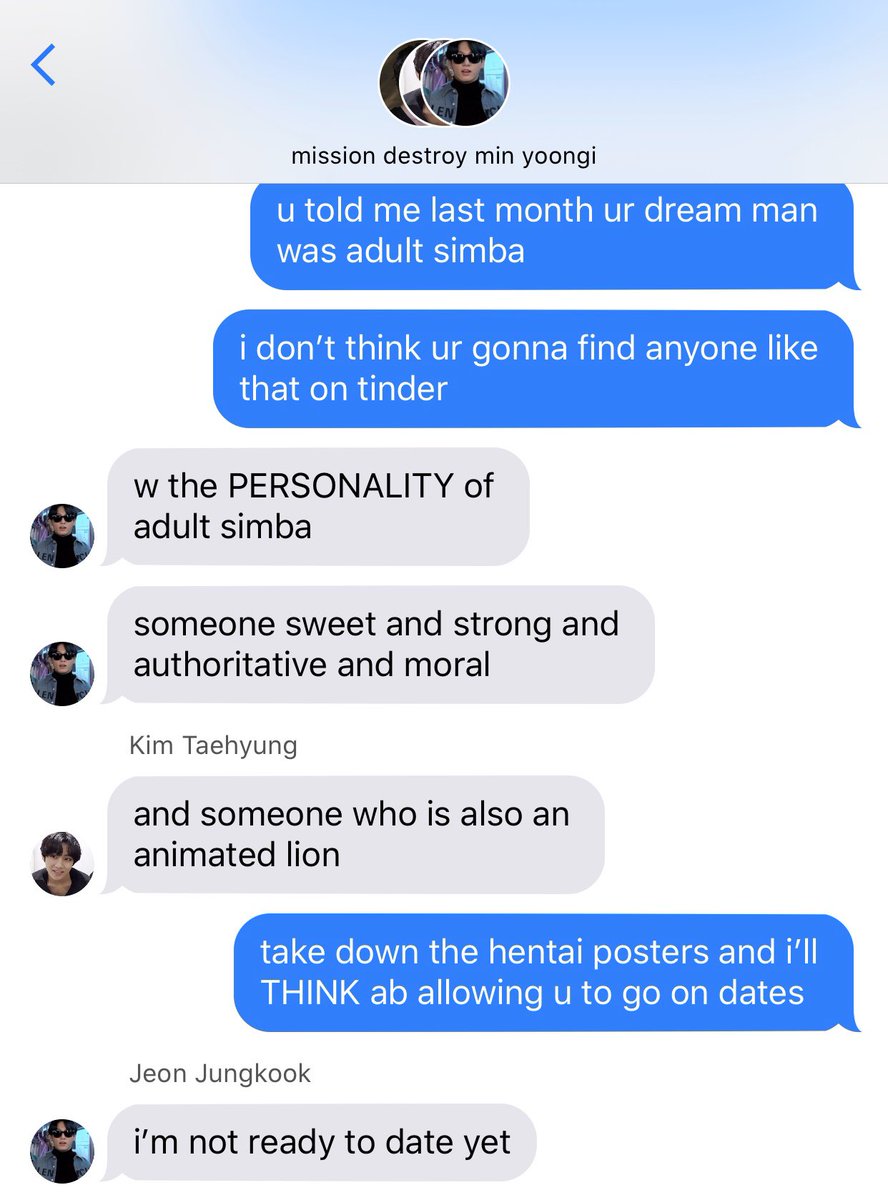 mission destroy min yoongi
u told me last month ur dream man
was adult simba
i don’t think ur gonna find anyone like
that on tinder
w the PERSONALITY of
adult simba
someone sweet and strong and
authoritative and moral
Kim Taehyung
and someone who is also an
animated lion
take down the hentai posters and i’ll
THINK ab allowing u to go on dates
Jeon Jungkook
i’m not ready to date yet